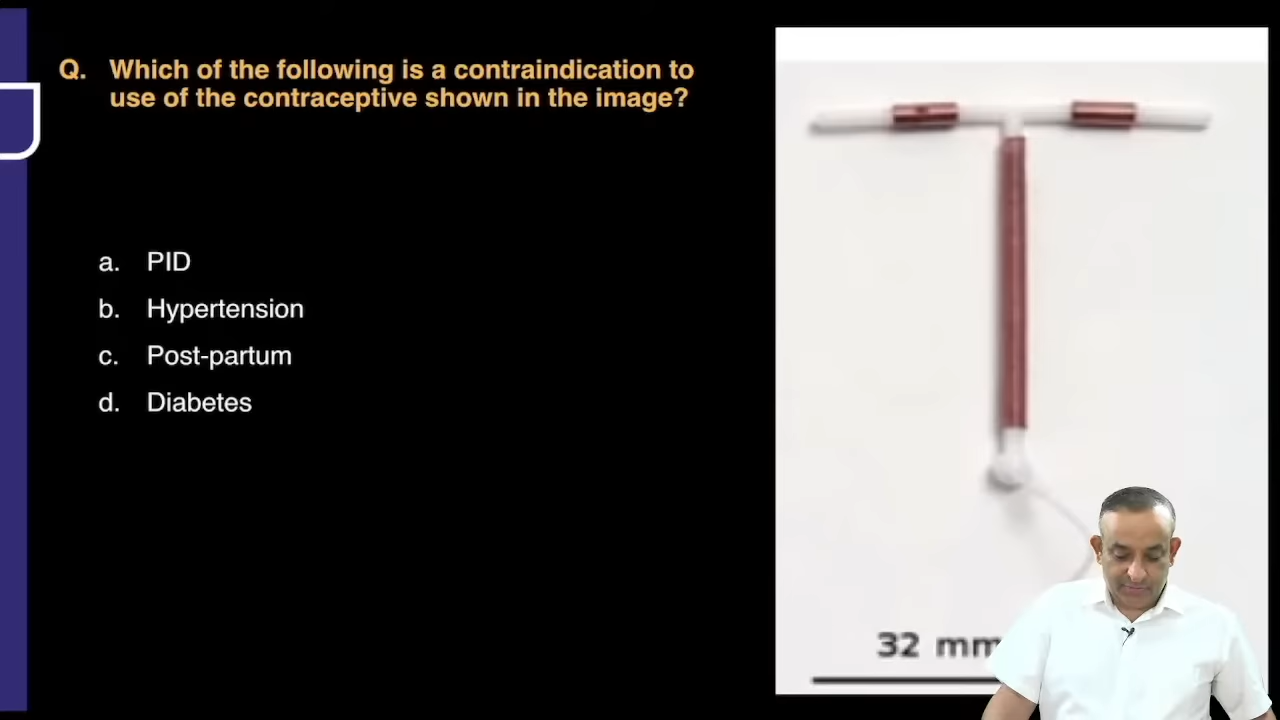 Q. Which of the following is a contraindication to
use of the contraceptive shown in the image?
a. PID
b. Hypertension
c. Post-partum
d. Diabetes
32 mm